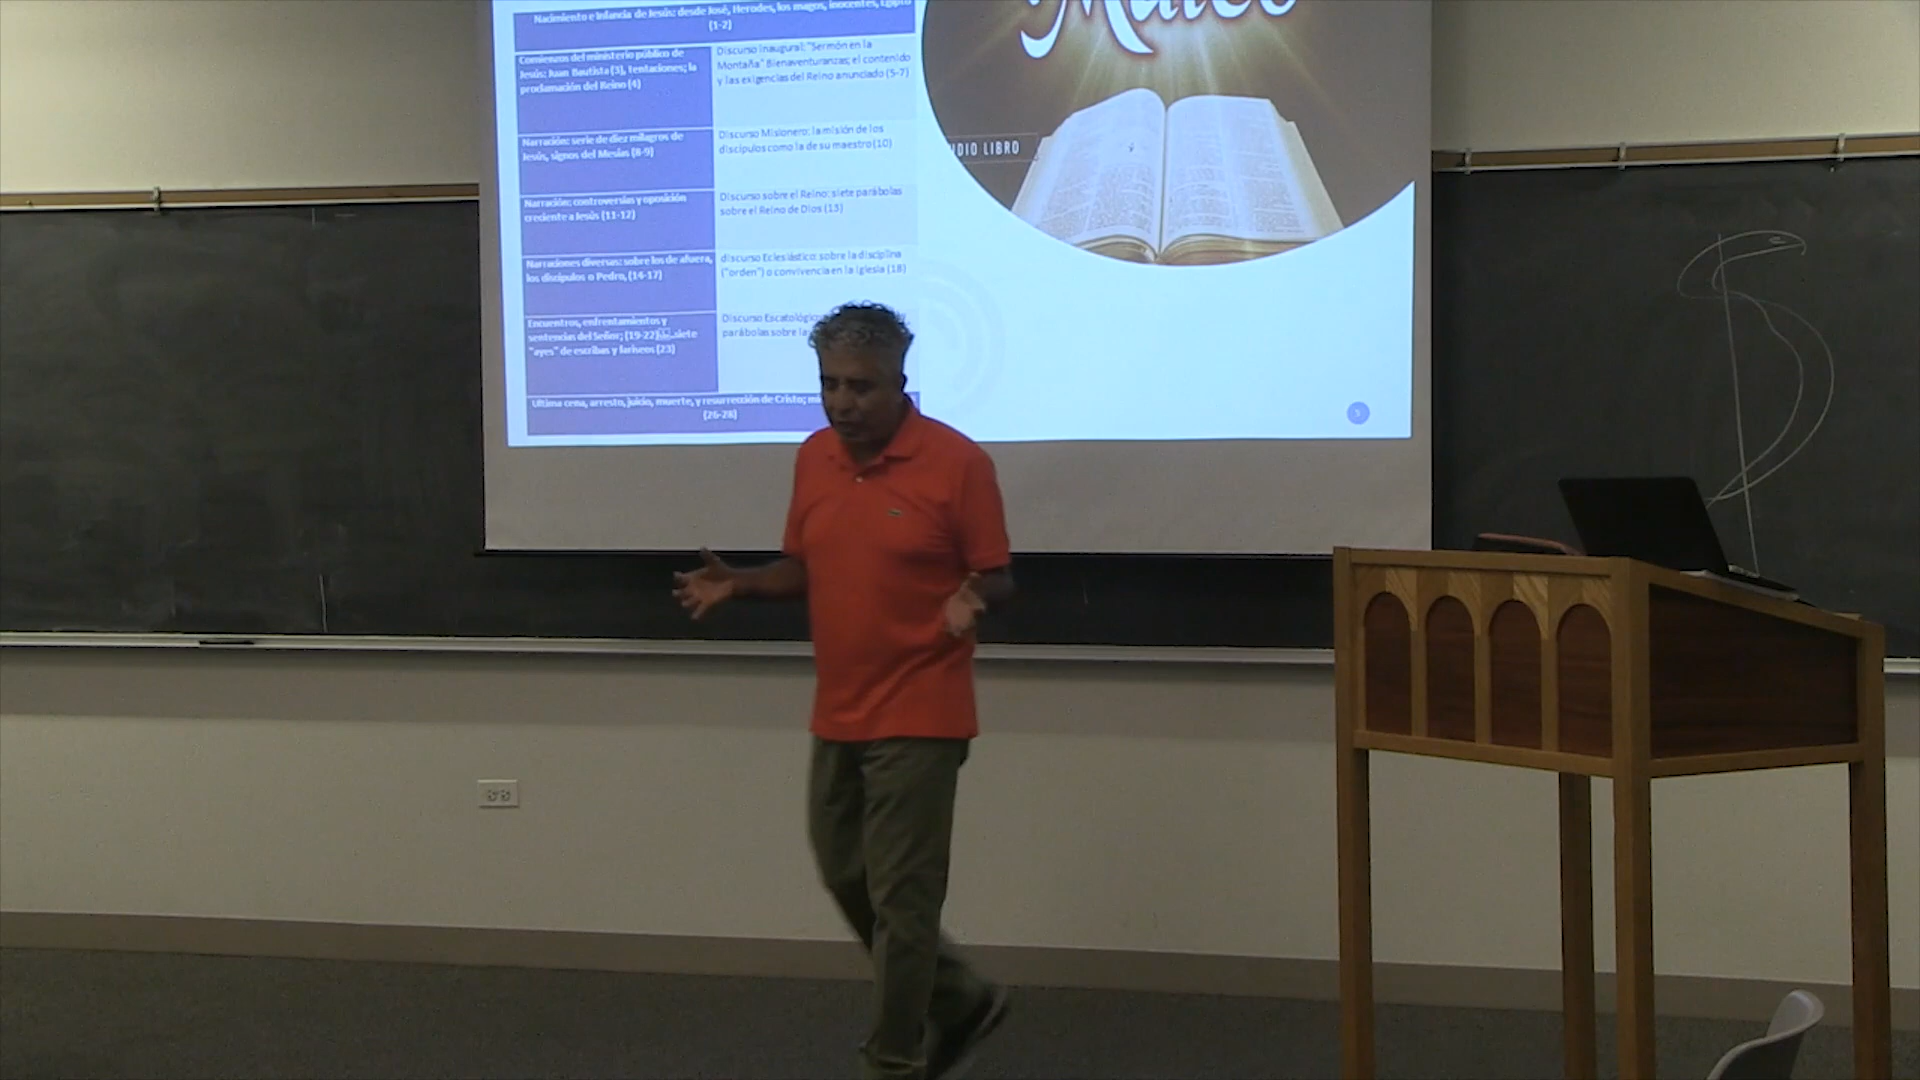 Mateo
Nacimiento e Infancia de Jesús: desde José, Herodes, los magos, inocentes, Egipto
(1-2)
Comienzos del ministerio público de
Jesús: Juan Bautista (3), tentaciones; la
proclamación del Reino (4)
Discurso inaugural: "Sermón en la
Montaña" Bienaventuranzas; el contenido
y las exigencias del Reino anunciado (5-7)
Narración: serie de diez milagros de
Jesús, signos del Mesías (8-9)
Discurso Misionero: la misión de los
discípulos como la de su maestro (10)
Narración: controversias y oposición
creciente a Jesús (11-12)
Discurso sobre el Reino: siete parábolas
sobre el Reino de Dios (13)
Narraciones diversas: sobre los de afuera,
los discípulos o Pedro, (14-17)
discurso Eclesiástico: sobre la disciplina
("orden") o convivencia en la Iglesia (18)
Encuentros, enfrentamientos y
sentencias del Señor; (19-22) siete
"ayes" de escribas y fariseos (23)
Discurso Escatológico:
parábolas sobre la
Ultima cena, arresto, juicio, muerte, y resurrección de Cristo;
(26-28)
UDIO LIBRO
5